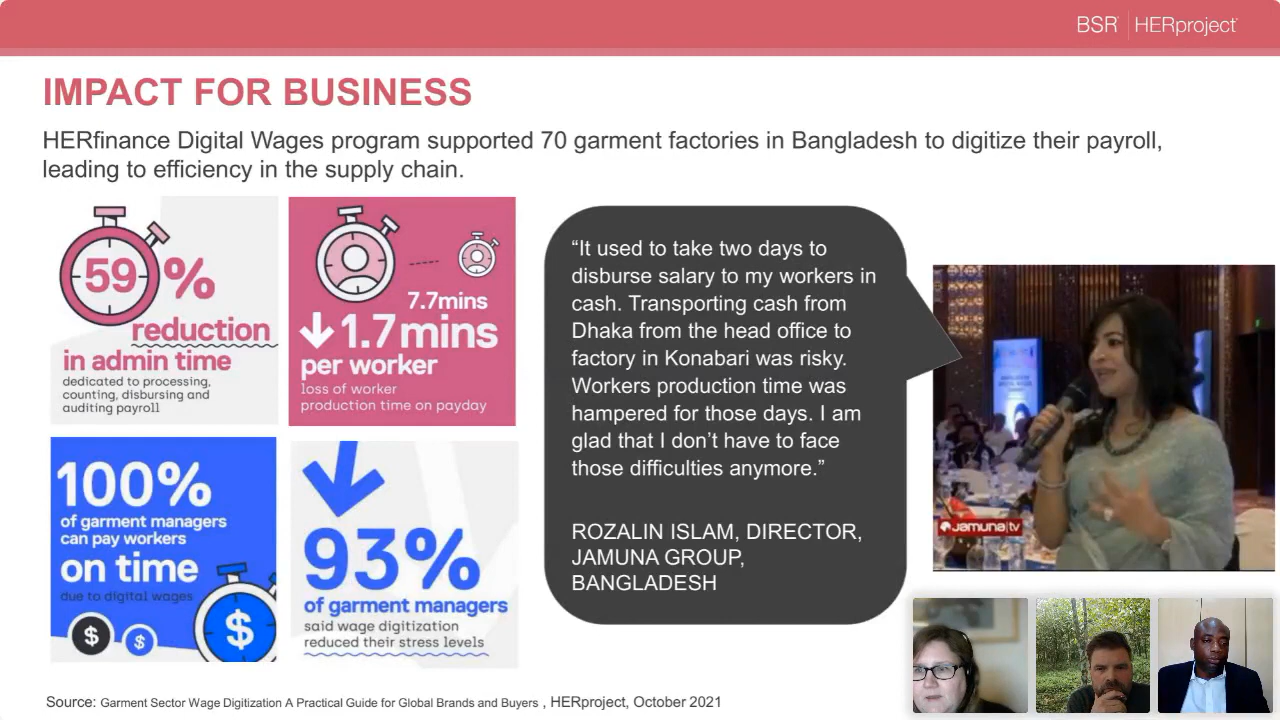 BSR | HERproject
IMPACT FOR BUSINESS
HERfinance Digital Wages program supported 70 garment factories in Bangladesh to digitize their payroll,
leading to efficiency in the supply chain.
59%
reduction
in admin time
dedicated to processing,
counting, disbursing and
auditing payroll
7.7mins
1.7mins
per worker
loss of worker
production time on payday
100%
of garment managers
can pay workers
on time
due to digital wages
$
$
$
93%
of garment managers
said wage digitization
reduced their stress levels
“It used to take two days to
disburse salary to my workers in
cash. Transporting cash from
Dhaka from the head office to
factory in Konabari was risky.
Workers production time was
hampered for those days. I am
glad that I don’t have to face
those difficulties anymore.”
ROZALIN ISLAM, DIRECTOR,
JAMUNA GROUP,
BANGLADESH
Jamuna|tv
Source: Garment Sector Wage Digitization A Practical Guide for Global Brands and Buyers , HERproject, October 2021